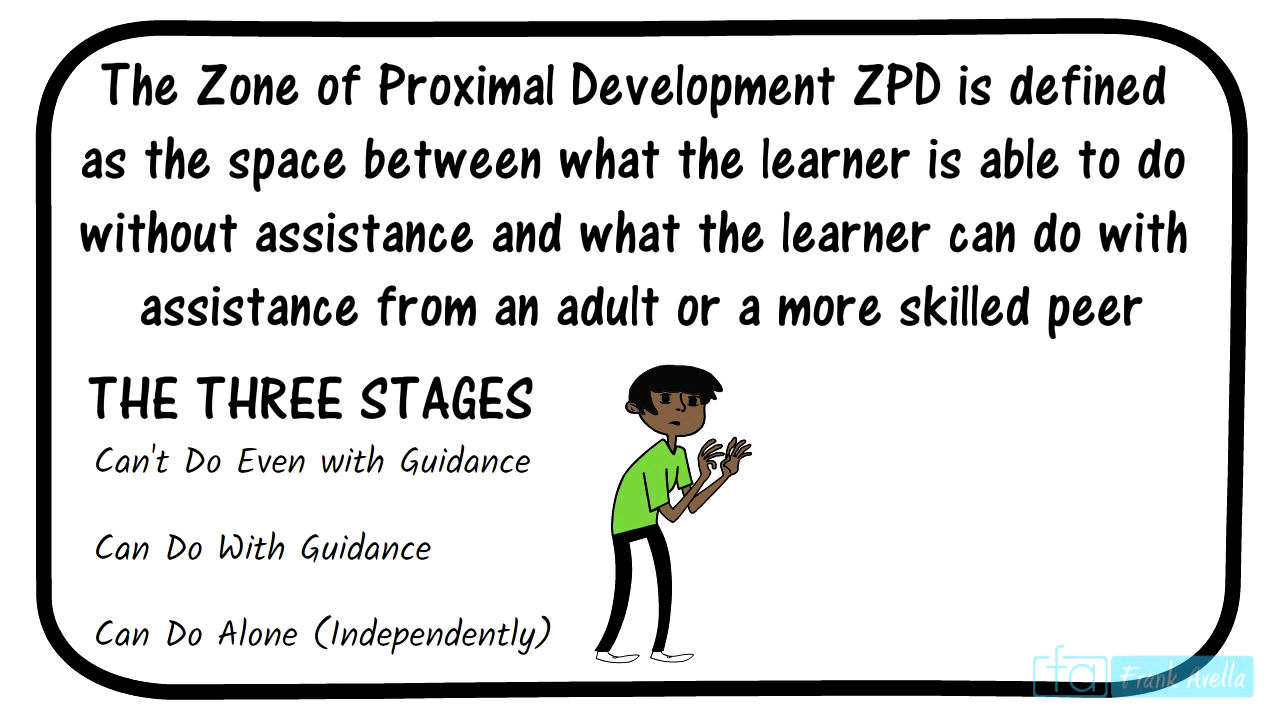 The Zone of Proximal Development ZPD is defined
as the space between what the learner is able to do
without assistance and what the learner can do with
assistance from an adult or a more skilled peer
THE THREE STAGES
Can't Do Even with Guidance
Can Do With Guidance
Can Do Alone (Independently)
fa Frank Avella